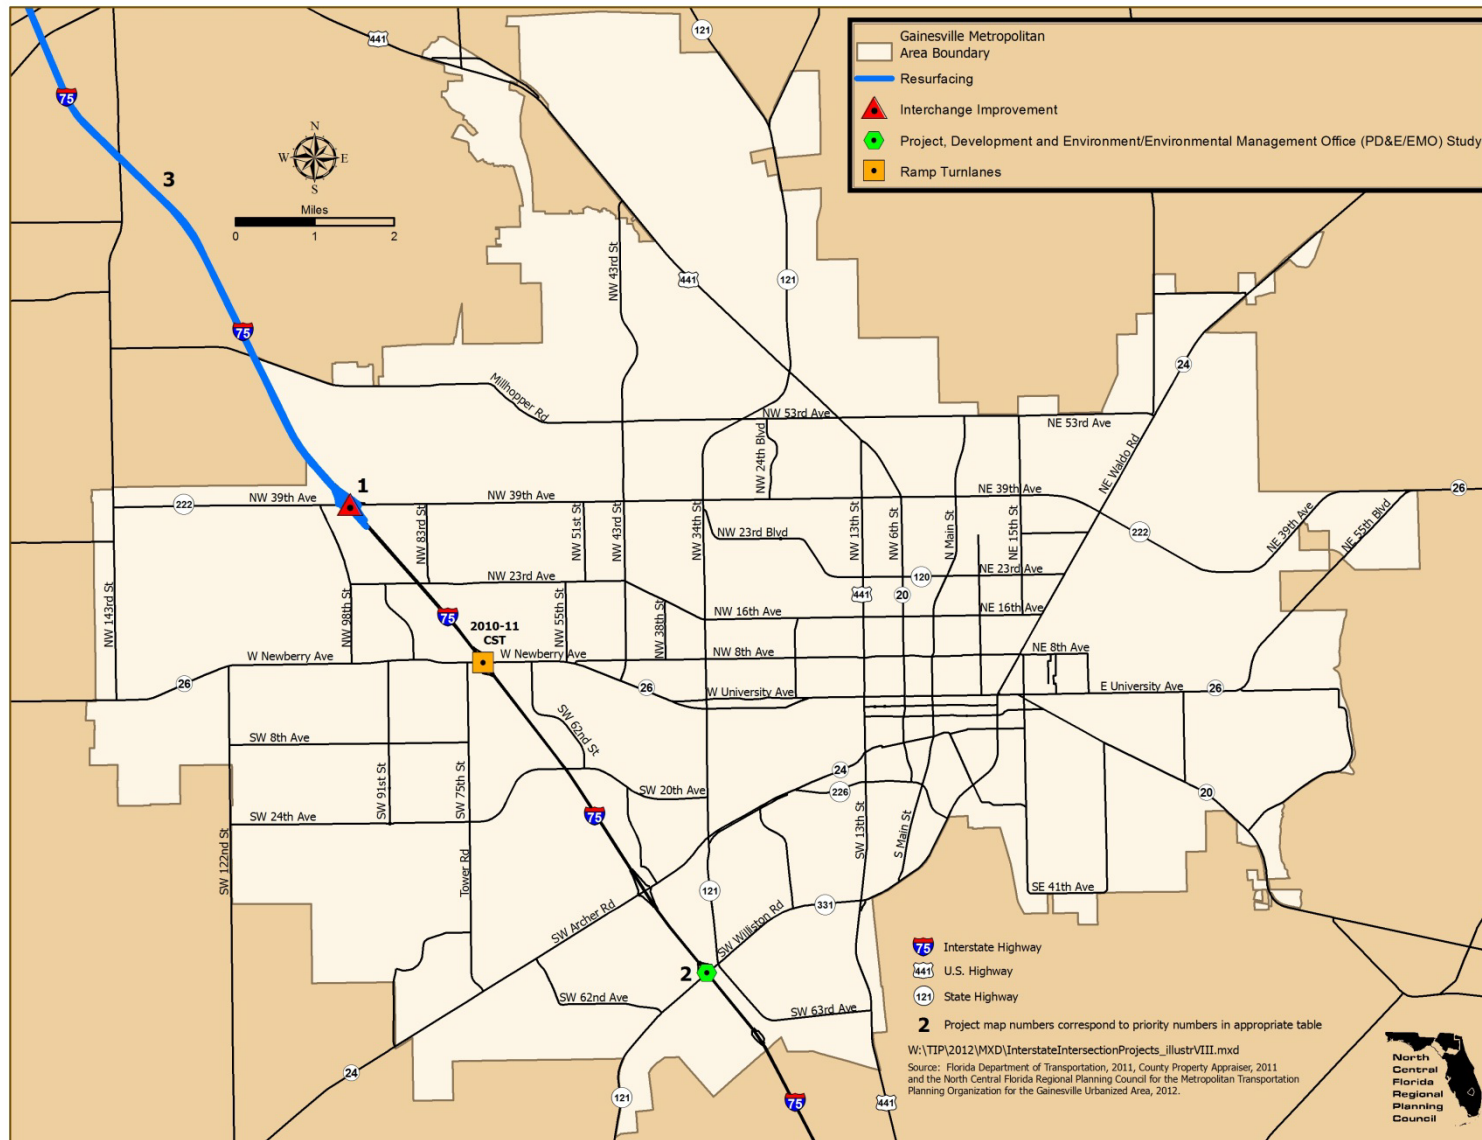 Gainesville Metropolitan
Area Boundary
Resurfacing
Interchange Improvement
Project, Development and Environment/Environmental Management Office (PD&E/EMO) Study
Ramp Turnlanes
441
121
75
N
W E
S
Miles
0 1 2
3
NW 43rd St
441
121
75
24
Millhopper Rd
NW 53rd Ave
NE 53rd Ave
NW 24th Blvd
NE Waldo Rd
1
222
NW 39th Ave
NW 39th Ave
NE 39th Ave
26
NE 39th Ave
NE 55th Blvd
222
NW 83rd St
NW 51st St
NW 43rd St
NW 34th St
NW 23rd Blvd
NW 13th St
NW 6th St
N Main St
NE 15th St
NW 23rd Ave
120
NE 23rd Ave
NW 143rd St
NW 98th St
75
NW 55th St
NW 38th St
441
20
NW 16th Ave
NE 16th Ave
2010-11
CST
W Newberry Ave
W Newberry Ave
NW 8th Ave
NE 8th Ave
26
26
W University Ave
E University Ave
26
SW 62nd St
SW 8th Ave
SW 91st St
SW 75th St
24
SW 20th Ave
226
20
SW 24th Ave
75
SW 122nd St
Tower Rd
SW 13th St
S Main St
121
SE 41th Ave
SW Archer Rd
SW Williston Rd
331
2
SW 62nd Ave
SW 63rd Ave
24
121
75
441
75 Interstate Highway
441 U.S. Highway
121 State Highway
2 Project map numbers correspond to priority numbers in appropriate table
W:\TIP\2012\MXD\InterstateIntersectionProjects_illustrVIII.mxd
Source: Florida Department of Transportation, 2011, County Property Appraiser, 2011
and the North Central Florida Regional Planning Council for the Metropolitan Transportation
Planning Organization for the Gainesville Urbanized Area, 2012.
North
Central
Florida
Regional
Planning
Council